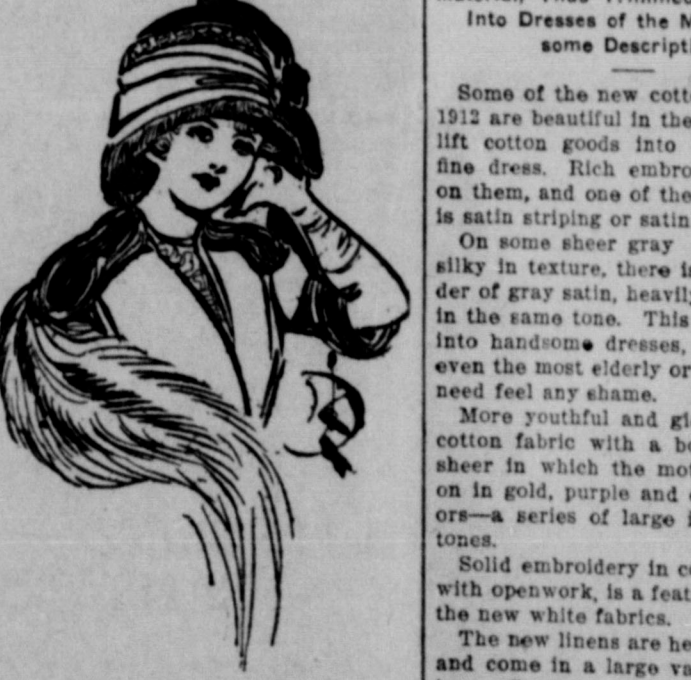 Into Dresses of the M
some Descripti
Some of the new cott
1912 are beautiful in the
lift cotton goods into
fine dress. Rich embro
on them, and one of the
is satin striping or satin
On some sheer gray
silky in texture, there i
der of gray satin, heavil
in the same tone. This
into handsome dresses,
even the most elderly or
need feel any shame.
More youthful and gi
cotton fabric with a bo
sheer in which the mot
on in gold, purple and
ors—a series of large
tones.
Solid embroidery in c
with openwork, is a feat
the new white fabrics.
The new linens are he
and come in a large va